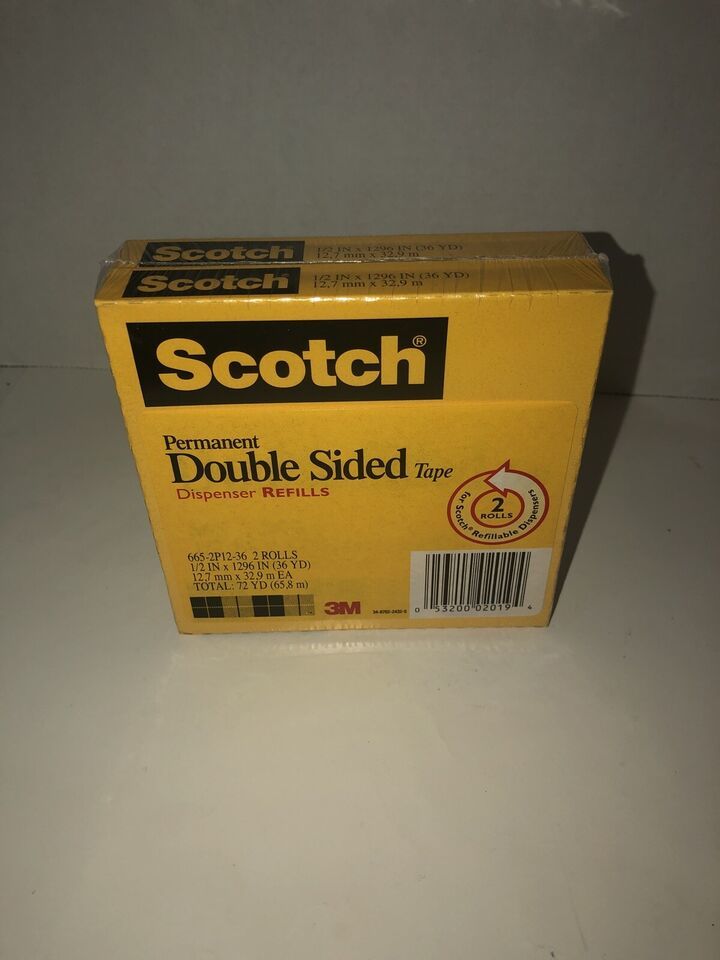 Scotch 1/2 IN x 1296 IN (36 YD)
12,7 mm x 32,9 m
Scotch 1/2 IN x 1296 IN (36 YD)
12,7 mm x 32,9 m
Scotch®
Permanent
Double Sided Tape
Dispenser REFILLS
2
ROLLS
for Scotch® Refillable Dispensers
665-2P12-36 2 ROLLS
1/2 IN x 1296 IN (36 YD)
12,7 mm x 32,9 m EA
TOTAL: 72 YD (65,8 m)
3M
0 53200 02019 4